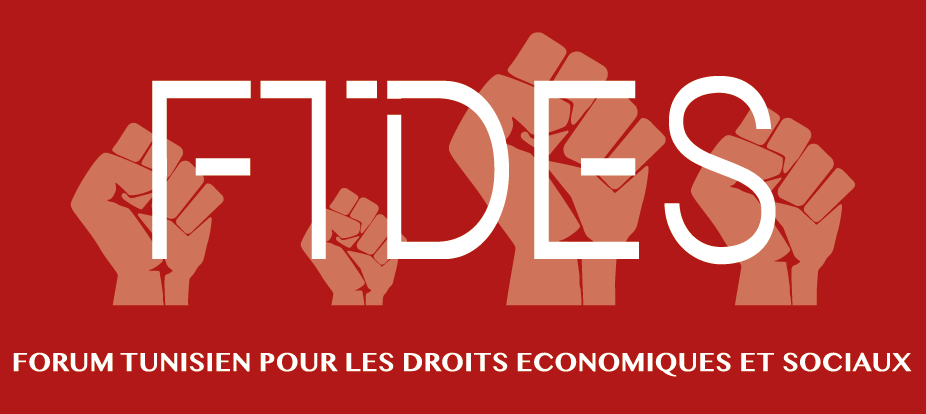 FTDES
FORUM TUNISIEN POUR LES DROITS ECONOMIQUES ET SOCIAUX